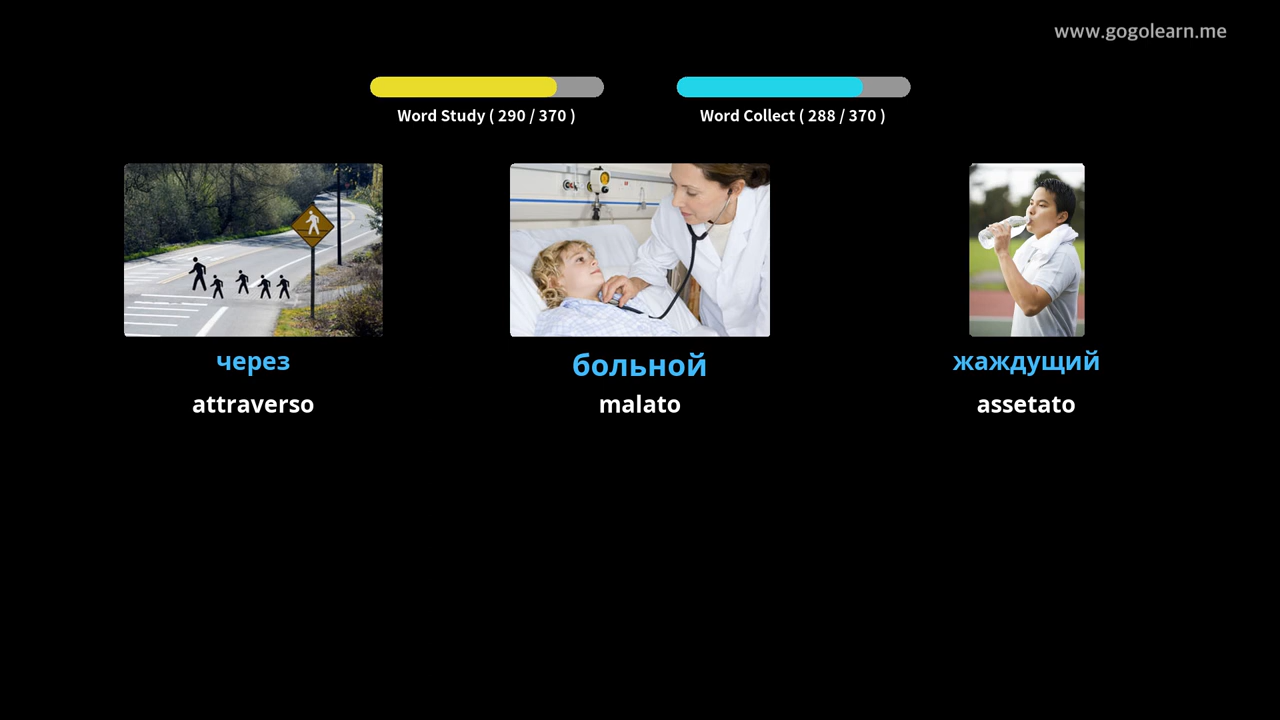 www.gogolearn.me
Word Study ( 290 / 370 )
Word Collect ( 288 / 370 )
через
больной
жаждущий
attraverso
malato
assetato